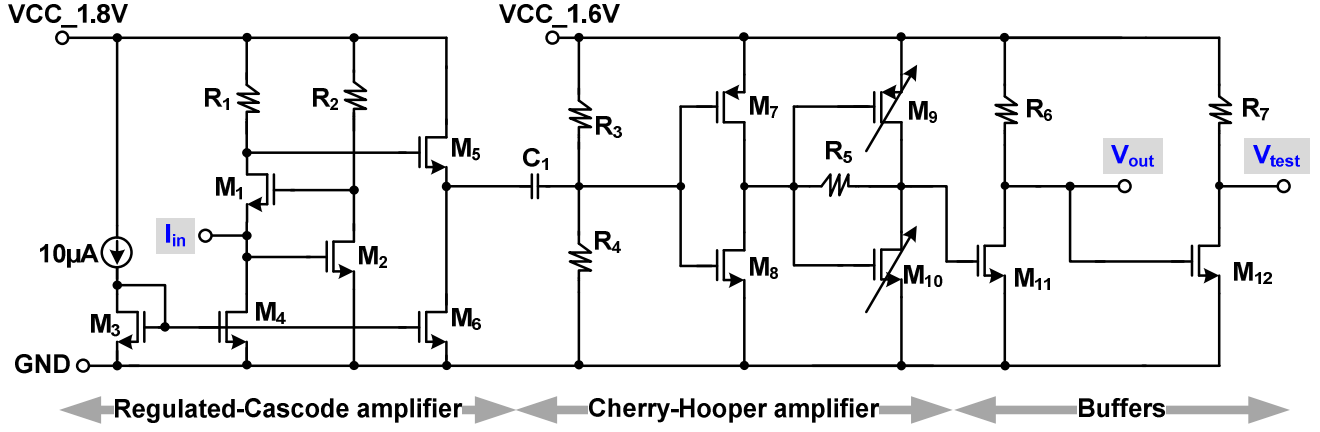 VCC_1.8V
VCC_1.6V
R1
R2
R3
M7
M9
R6
R7
M5
C1
R5
Vout
Vtest
M1
Iin
R4
10µA
M2
M8
M10
M11
M12
M3
M4
M6
GND
Regulated-Cascode amplifier
Cherry-Hooper amplifier
Buffers